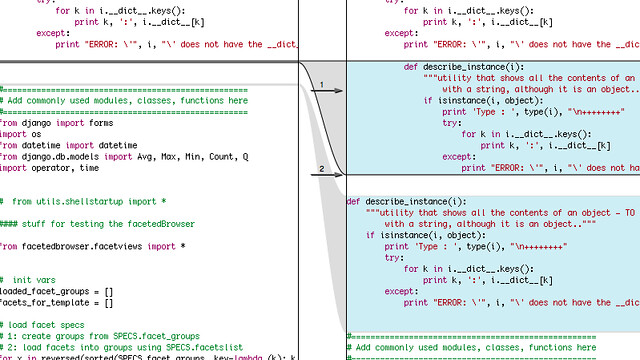 try:
for k in i.__dict__.keys():
print k, ':', i.__dict__[k]
except:
print "ERROR: \'", i, "\' does not have the __dict_
#==========================================
# Add commonly used modules, classes, functions here
#==========================================
from django import forms
import os
from datetime import datetime
from django.db.models import Avg, Max, Min, Count, Q
import operator, time
# from utils.shellstartup import *
#### stuff for testing the facetedBrowser
from facetedbrowser.facetviews import *
# init vars
loaded_facet_groups = []
facets_for_template = []
# load facet specs
# 1: create groups from SPECS.facet_groups
# 2: load facets into groups using SPECS.facetslist
for x in reversed(sorted(SPECS.facet_groups, key=lambda (k): k
1
2
try:
for k in i.__dict__.keys():
print k, ':', i.__dict__[k]
except:
print "ERROR: \'", i, "\' does not have the __dic
def describe_instance(i):
"""utility that shows all the contents of an
with a string, although it is an object..
if isinstance(i, object):
print 'Type : ', type(i), "\n++++++++"
try:
for k in i.__dict__.keys():
print k, ':', i.__dict__[k]
except:
print "ERROR: \'", i, "\' does not ha
def describe_instance(i):
"""utility that shows all the contents of an object – TO
with a string, although it is an object.."""
if isinstance(i, object):
print 'Type : ', type(i), "\n++++++++"
try:
for k in i.__dict__.keys():
print k, ':', i.__dict__[k]
except:
print "ERROR: \'", i, "\' does not have the __dic
#==========================================
# Add commonly used modules, classes, functions here
#==========================================